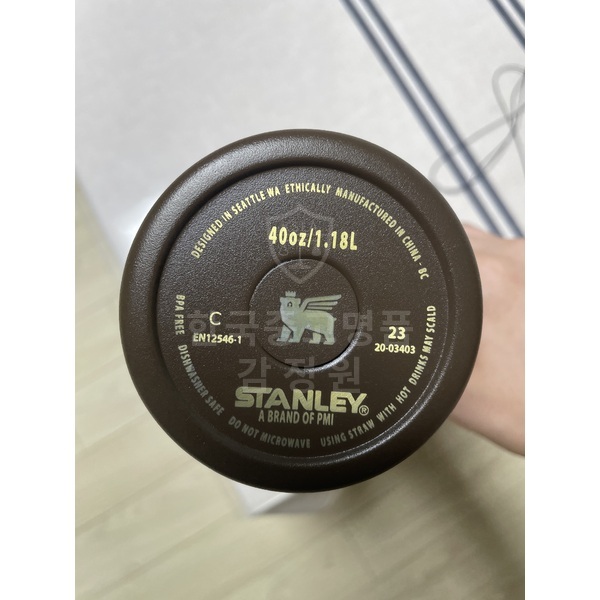 DESIGNED IN SEATTLE WA ETHICALLY MANUFACTURED IN CHINA - BC
40oz/1.18L
C
EN12546-1
23
20-03403
STANLEY®
A BRAND OF PMI
BPA FREE DISHWASHER SAFE DO NOT MICROWAVE USING STRAW WITH HOT DRINKS MAY SCALD
한국중고명품
감정원